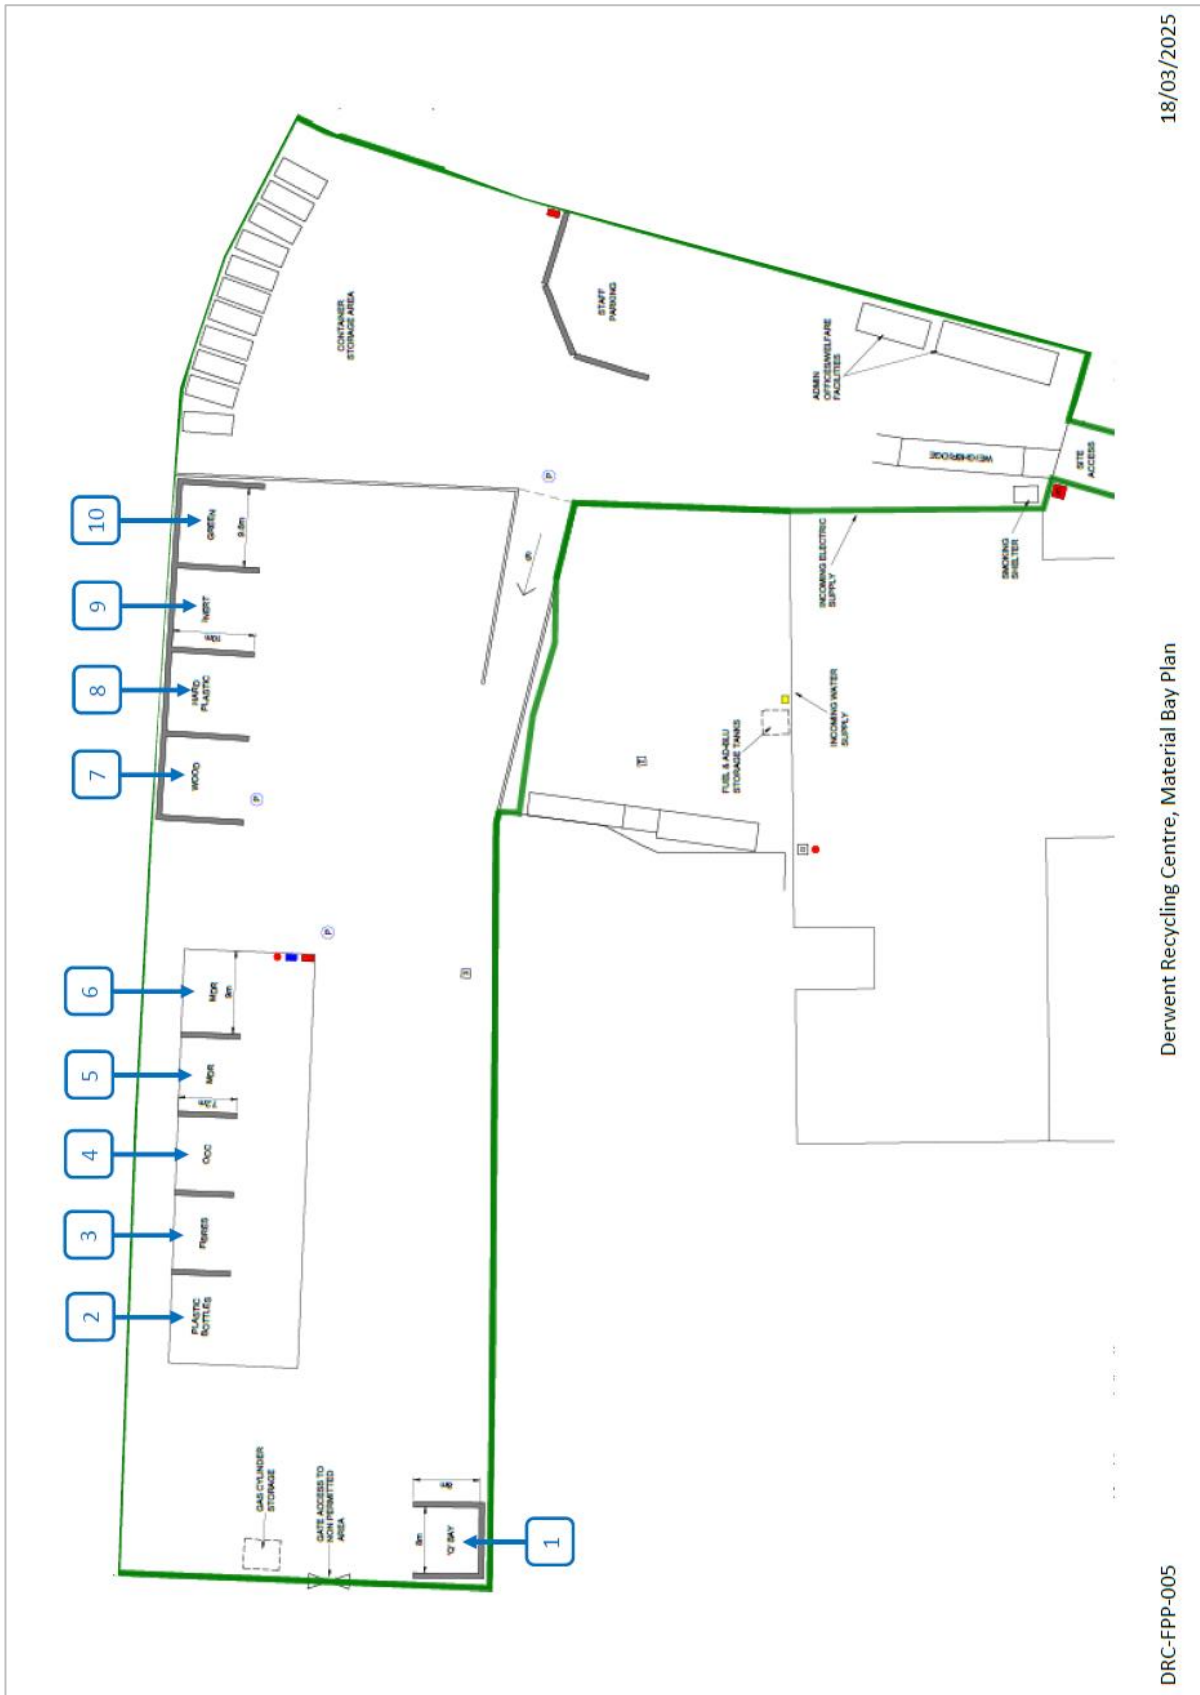 10
9
8
7
6
5
4
3
2
1
GREEN
9.6m
INERT
10m
HARD
PLASTIC
WOOD
MDR
9m
MDR
OCC
FIBRES
PLASTIC
BOTTLES
CONTAINER
STORAGE AREA
STAFF
PARKING
ADMIN
OFFICES/WELFARE
FACILITIES
WEIGHBRIDGE
SITE
ACCESS
SMOKING
SHELTER
INCOMING ELECTRIC
SUPPLY
INCOMING WATER
SUPPLY
FUEL & AD-BLU
STORAGE TANKS
P
P
P
GAS CYLINDER
STORAGE
GATE ACCESS TO
NON PERMITTED
AREA
8m
'Q' BAY
DRC-FPP-005
Derwent Recycling Centre, Material Bay Plan
18/03/2025